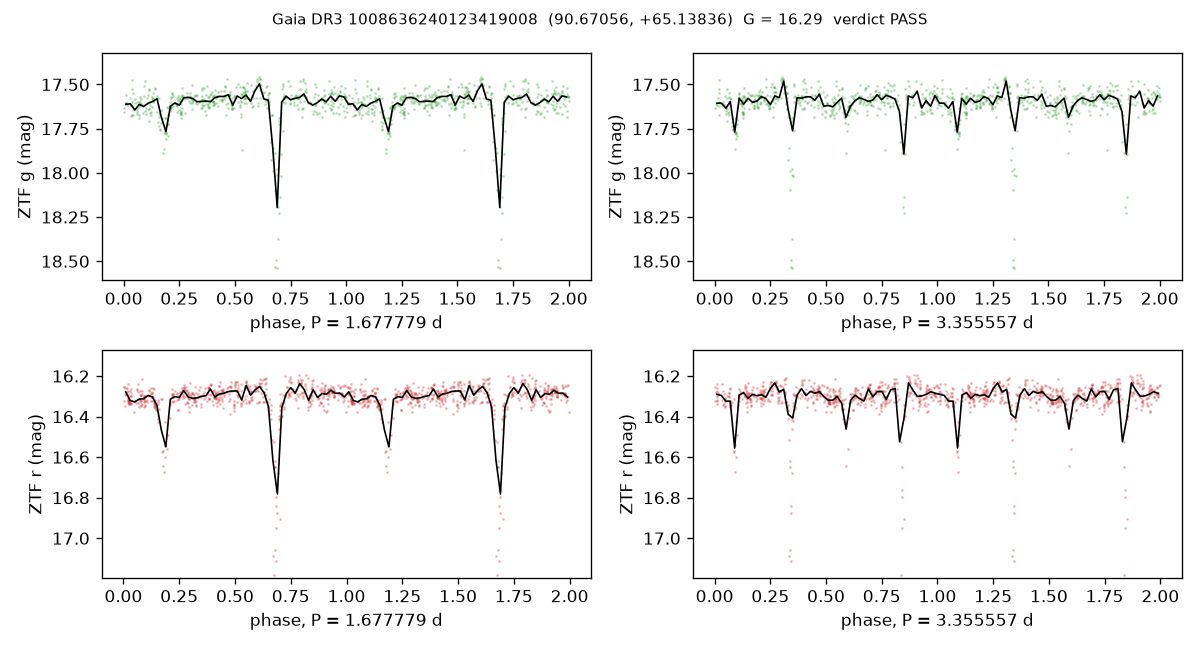 Gaia DR3 1008636240123419008 (90.67056, +65.13836) G = 16.29 verdict PASS
ZTF g (mag)
17.50
17.75
18.00
18.25
18.50
0.00 0.25 0.50 0.75 1.00 1.25 1.50 1.75 2.00
phase, P = 1.677779 d
ZTF g (mag)
17.50
17.75
18.00
18.25
18.50
0.00 0.25 0.50 0.75 1.00 1.25 1.50 1.75 2.00
phase, P = 3.355557 d
ZTF r (mag)
16.2
16.4
16.6
16.8
17.0
0.00 0.25 0.50 0.75 1.00 1.25 1.50 1.75 2.00
phase, P = 1.677779 d
ZTF r (mag)
16.2
16.4
16.6
16.8
17.0
0.00 0.25 0.50 0.75 1.00 1.25 1.50 1.75 2.00
phase, P = 3.355557 d